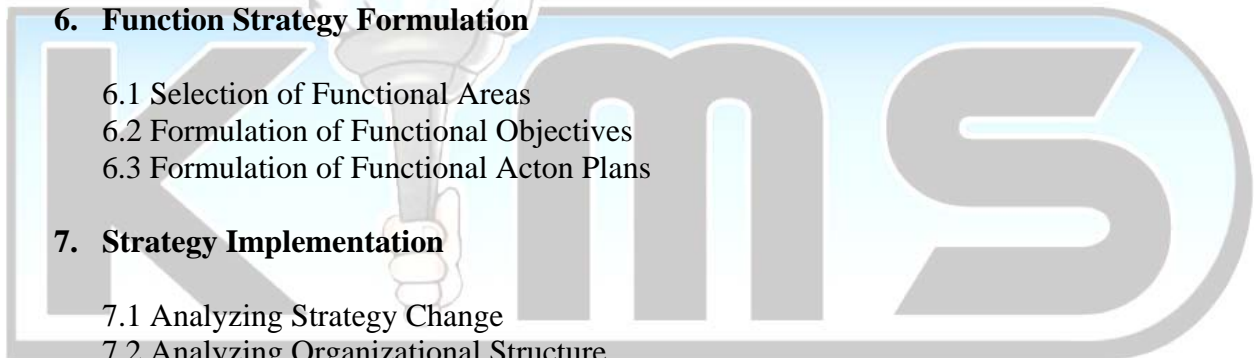 6. Function Strategy Formulation
6.1 Selection of Functional Areas
6.2 Formulation of Functional Objectives
6.3 Formulation of Functional Acton Plans
7. Strategy Implementation
7.1 Analyzing Strategy Change
7.2 Analyzing Organizational Structure
KIMS